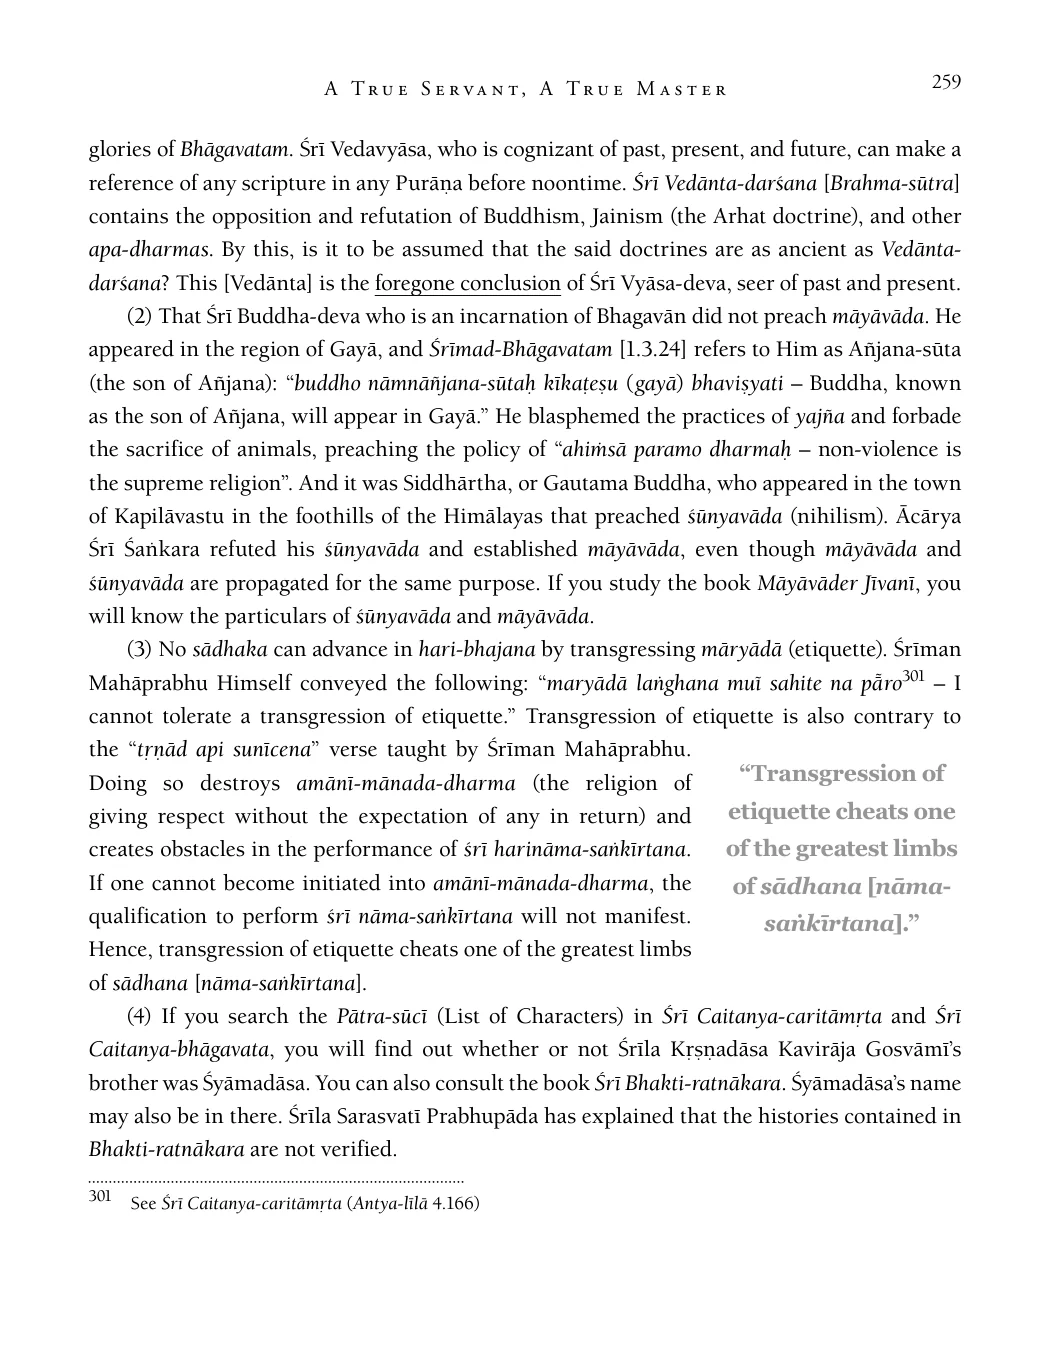 A True Servant, A True Master
259
glories of Bhāgavatam. Śrī Vedavyāsa, who is cognizant of past, present, and future, can make a
reference of any scripture in any Purāṇa before noontime. Śrī Vedānta-darśana [Brahma-sūtra]
contains the opposition and refutation of Buddhism, Jainism (the Arhat doctrine), and other
apa-dharmas. By this, is it to be assumed that the said doctrines are as ancient as Vedānta-
darśana? This [Vedānta] is the foregone conclusion of Śrī Vyāsa-deva, seer of past and present.
(2) That Śrī Buddha-deva who is an incarnation of Bhagavān did not preach māyāvāda. He
appeared in the region of Gayā, and Śrīmad-Bhāgavatam [1.3.24] refers to Him as Añjana-sūta
(the son of Añjana): “buddho nāmnāñjana-sūtaḥ kīkaṭeṣu (gayā) bhaviṣyati – Buddha, known
as the son of Añjana, will appear in Gayā.” He blasphemed the practices of yajña and forbade
the sacrifice of animals, preaching the policy of “ahiṁsā paramo dharmaḥ – non-violence is
the supreme religion”. And it was Siddhārtha, or Gautama Buddha, who appeared in the town
of Kapilāvastu in the foothills of the Himālayas that preached śūnyavāda (nihilism). Ācārya
Śrī Śaṅkara refuted his śūnyavāda and established māyāvāda, even though māyāvāda and
śūnyavāda are propagated for the same purpose. If you study the book Māyāvāder Jīvanī, you
will know the particulars of śūnyavāda and māyāvāda.
(3) No sādhaka can advance in hari-bhajana by transgressing māryādā (etiquette). Śrīman
Mahāprabhu Himself conveyed the following: “maryādā laṅghana muĩ sahite na pā̃ro301 – I
cannot tolerate a transgression of etiquette.” Transgression of etiquette is also contrary to
the “tṛṇād api sunīcena” verse taught by Śrīman Mahāprabhu.
Doing so destroys amānī-mānada-dharma (the religion of
giving respect without the expectation of any in return) and
creates obstacles in the performance of śrī harināma-saṅkīrtana.
If one cannot become initiated into amānī-mānada-dharma, the
qualification to perform śrī nāma-saṅkīrtana will not manifest.
Hence, transgression of etiquette cheats one of the greatest limbs
of sādhana [nāma-saṅkīrtana].
“Transgression of
etiquette cheats one
of the greatest limbs
of sādhana [nāma-
saṅkīrtana].”
(4) If you search the Pātra-sūcī (List of Characters) in Śrī Caitanya-caritāmṛta and Śrī
Caitanya-bhāgavata, you will find out whether or not Śrīla Kṛṣṇadāsa Kavirāja Gosvāmī’s
brother was Śyāmadāsa. You can also consult the book Śrī Bhakti-ratnākara. Śyāmadāsa’s name
may also be in there. Śrīla Sarasvatī Prabhupāda has explained that the histories contained in
Bhakti-ratnākara are not verified.
301 See Śrī Caitanya-caritāmṛta (Antya-līlā 4.166)